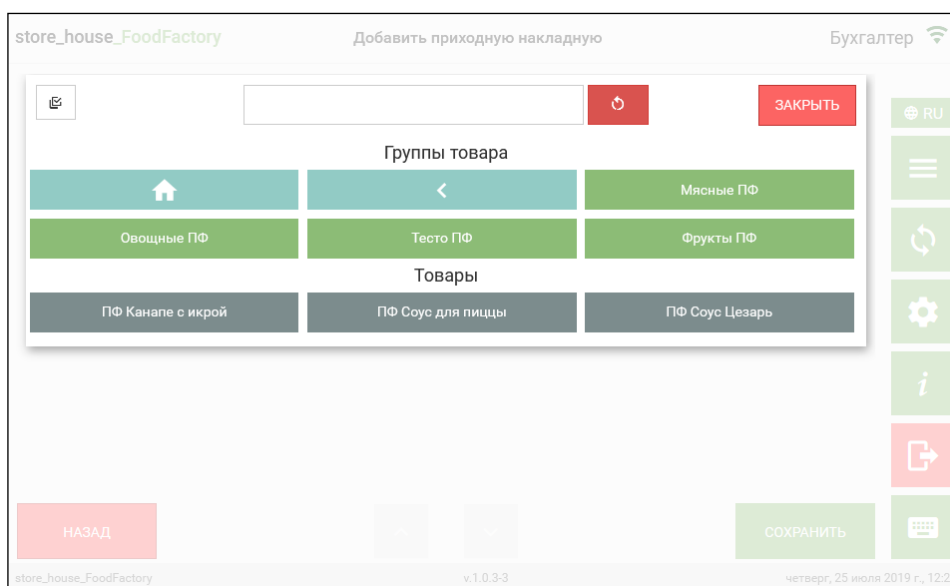 store_house_FoodFactory Добавить приходную накладную Бухгалтер
ЗАКРЫТЬ
RU
Группы товара
Мясные ПФ
Овощные ПФ Тесто ПФ Фрукты ПФ
Товары
ПФ Канапе с икрой ПФ Соус для пиццы ПФ Соус Цезарь
i
НАЗАД СОХРАНИТЬ
store_house_FoodFactory v.1.0.3-3 четверг, 25 июля 2019 г., 12:2